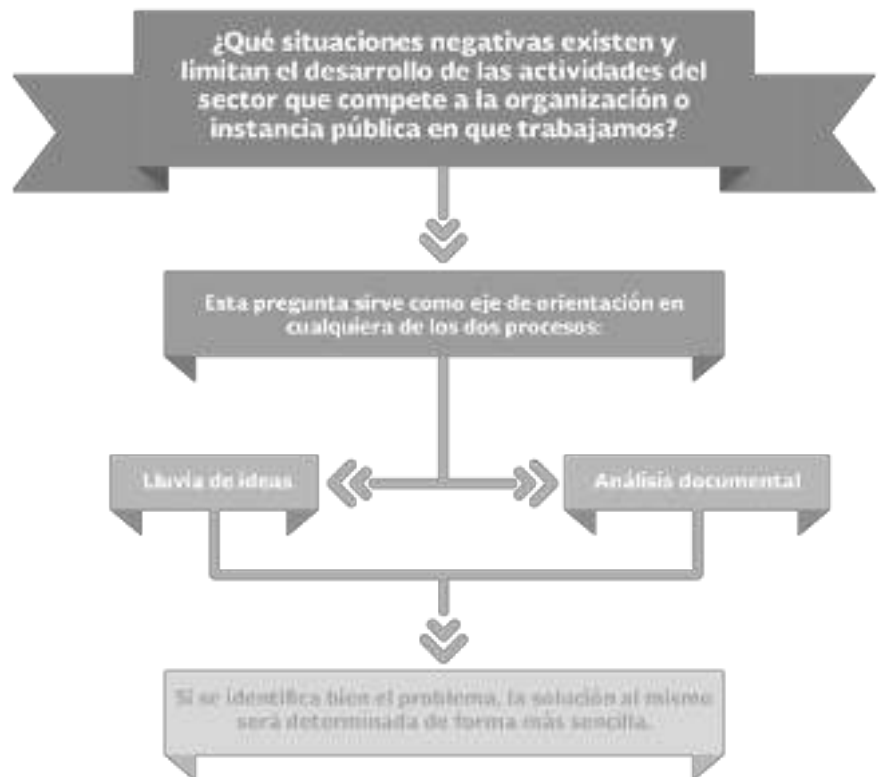 ¿Qué situaciones negativas existen y
limitan el desarrollo de las actividades del
sector que compete a la organización o
instancia pública en que trabajamos?
Esta pregunta sirve como eje de orientación en
cualquiera de los dos procesos:
Lluvia de ideas
Análisis documental
Si se identifica bien el problema, la solución al mismo
será determinada de forma más sencilla.